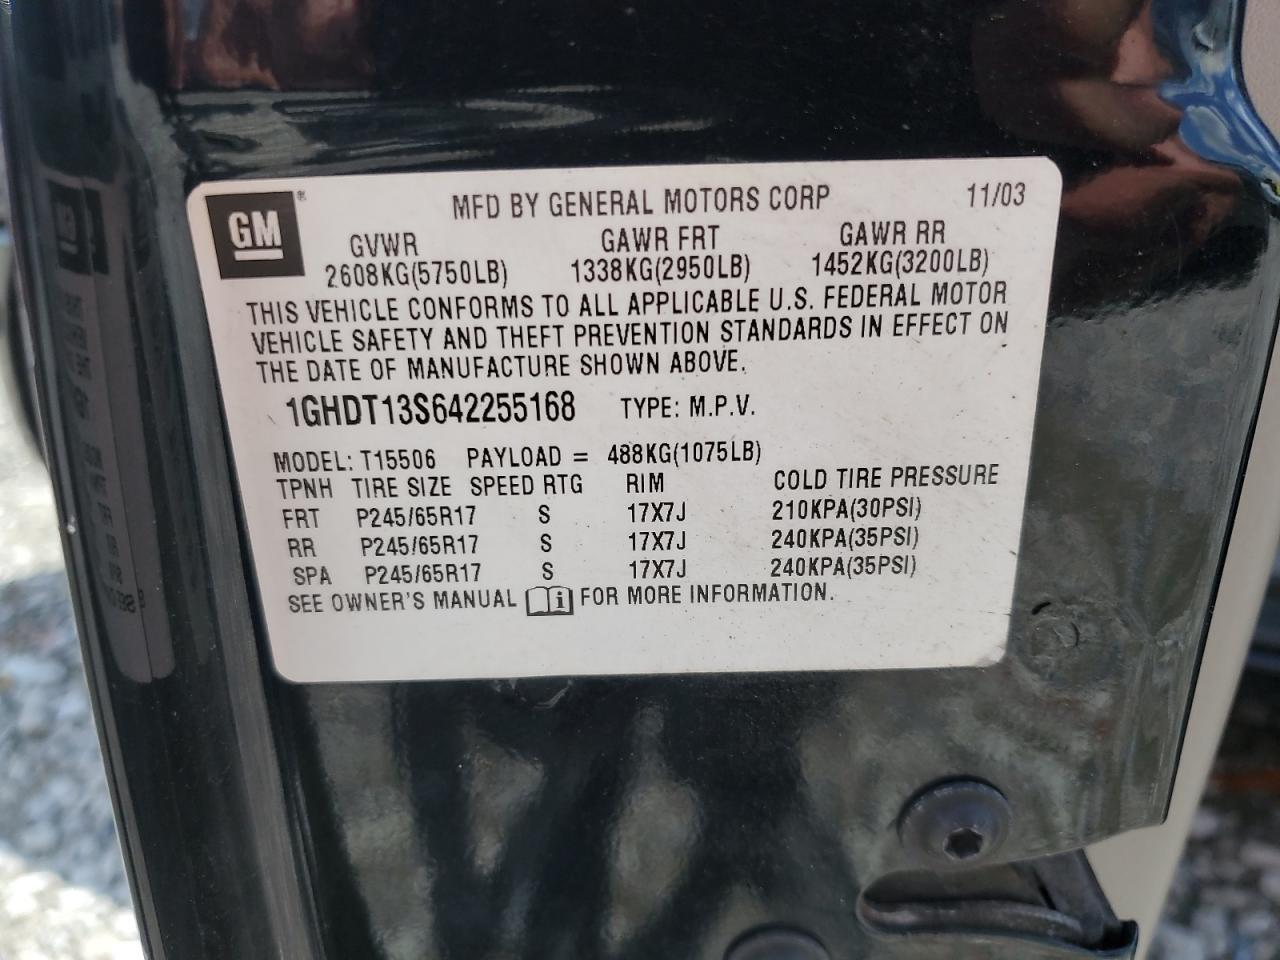 GM ® MFD BY GENERAL MOTORS CORP 11/03
GVWR GAWR FRT GAWR RR
2608KG(5750LB) 1338KG(2950LB) 1452KG(3200LB)
THIS VEHICLE CONFORMS TO ALL APPLICABLE U.S. FEDERAL MOTOR
VEHICLE SAFETY AND THEFT PREVENTION STANDARDS IN EFFECT ON
THE DATE OF MANUFACTURE SHOWN ABOVE.
1GHDT13S642255168 TYPE: M.P.V.
MODEL: T15506 PAYLOAD = 488KG(1075LB)
TPNH TIRE SIZE SPEED RTG RIM COLD TIRE PRESSURE
FRT P245/65R17 S 17X7J 210KPA(30PSI)
RR P245/65R17 S 17X7J 240KPA(35PSI)
SPA P245/65R17 S 17X7J 240KPA(35PSI)
SEE OWNER'S MANUAL i FOR MORE INFORMATION.